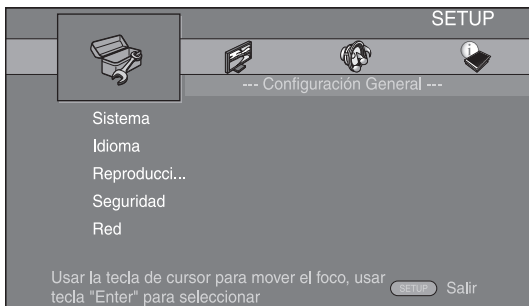 SETUP
--- Configuración General ---
Sistema
Idioma
Reproducci...
Seguridad
Red
Usar la tecla de cursor para mover el foco, usar
tecla "Enter" para seleccionar
SETUP Salir